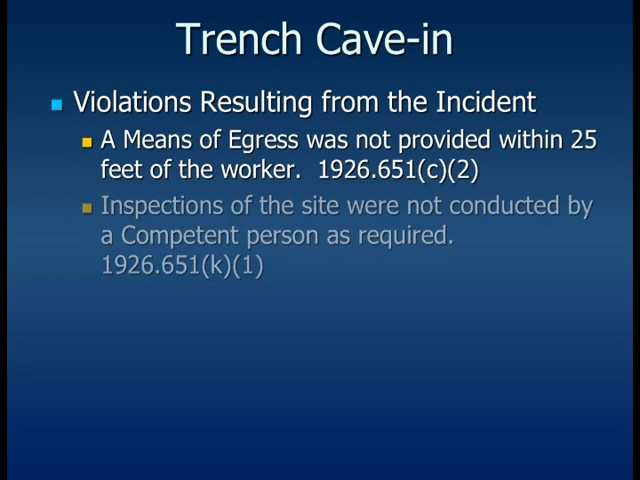 Trench Cave-in
Violations Resulting from the Incident
A Means of Egress was not provided within 25
feet of the worker. 1926.651(c)(2)
Inspections of the site were not conducted by
a Competent person as required.
1926.651(k)(1)